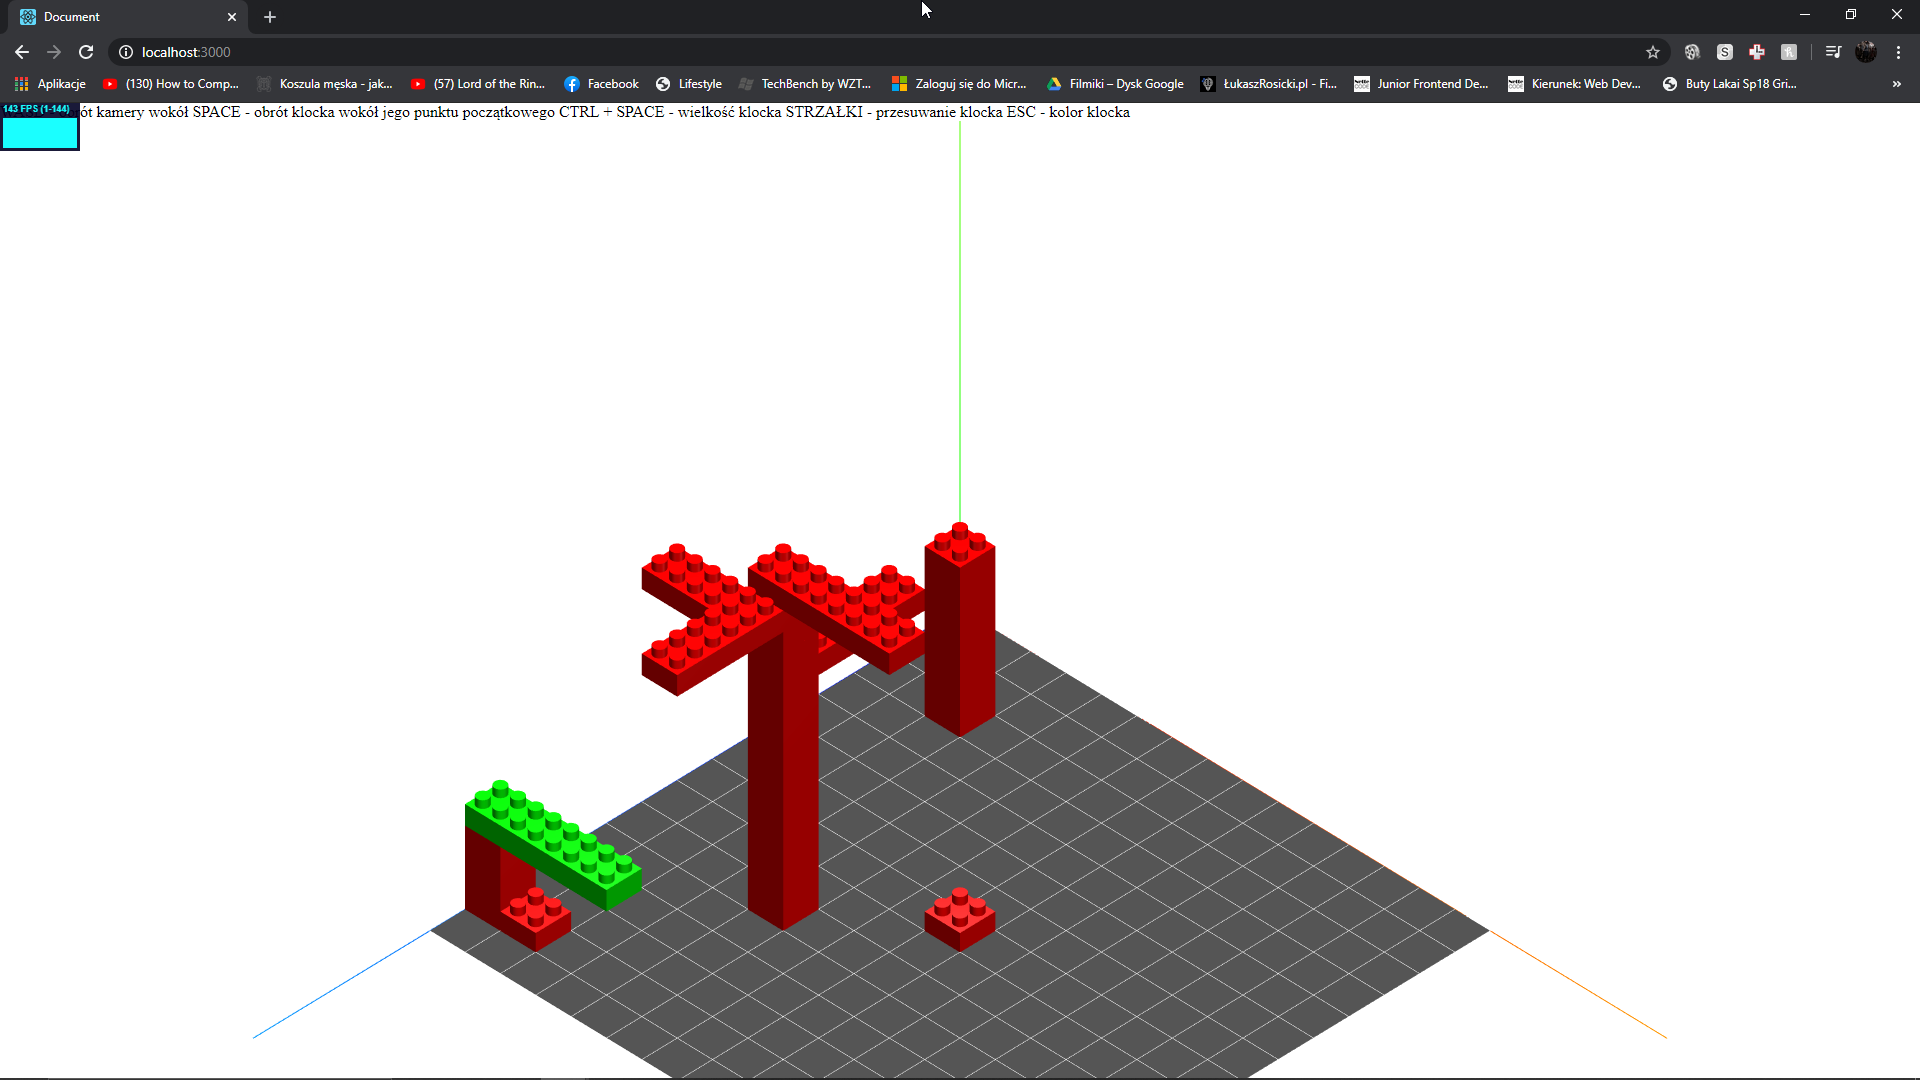 Document
localhost:3000
Aplikacje
(130) How to Comp...
Koszula męska - jak...
(57) Lord of the Rin...
Facebook
Lifestyle
TechBench by WZT...
Zaloguj się do Micr...
Filmiki – Dysk Google
ŁukaszRosicki.pl - Fi...
Junior Frontend De...
Kierunek: Web Dev...
Buty Lakai Sp18 Gri...
»
143 FPS (1-144)
ót kamery wokół SPACE - obrót klocka wokół jego punktu początkowego CTRL + SPACE - wielkość klocka STRZAŁKI - przesuwanie klocka ESC - kolor klocka